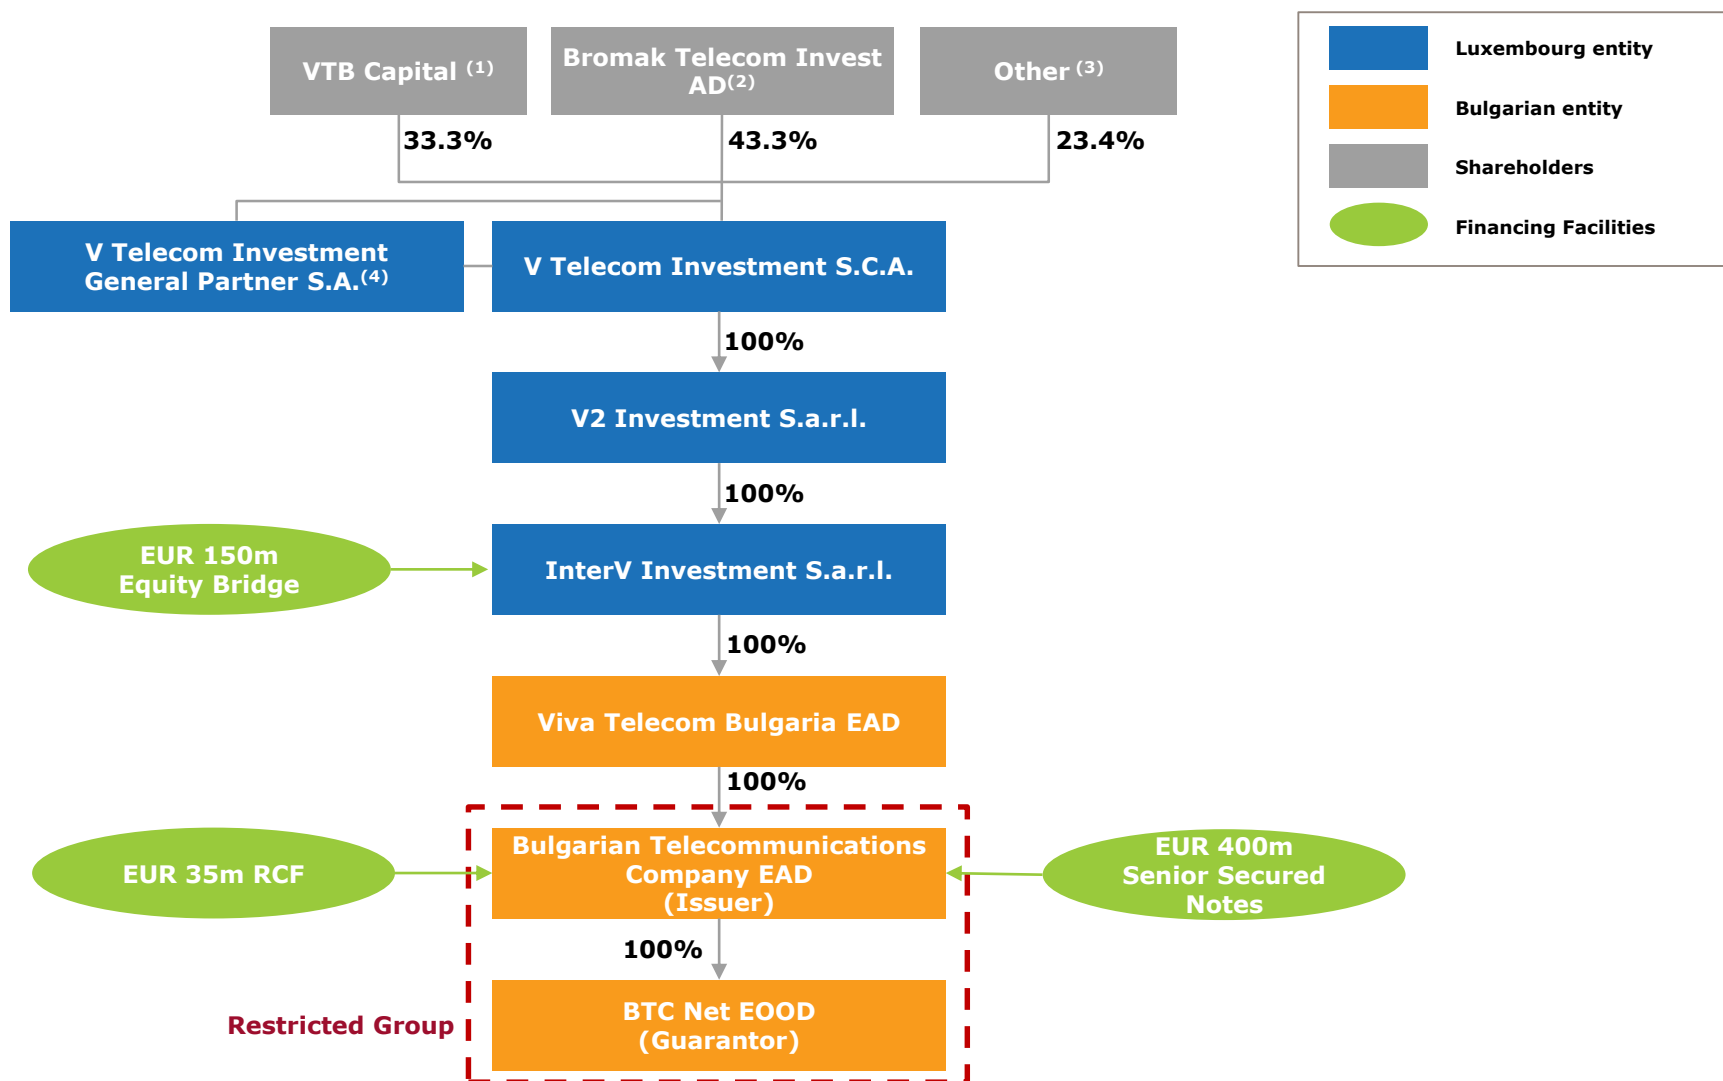 VTB Capital (1)
Bromak Telecom Invest
AD(2)
Other (3)
33.3%
43.3%
23.4%
Luxembourg entity
Bulgarian entity
Shareholders
Financing Facilities
V Telecom Investment
General Partner S.A.(4)
V Telecom Investment S.C.A.
100%
V2 Investment S.a.r.l.
100%
EUR 150m
Equity Bridge
InterV Investment S.a.r.l.
100%
Viva Telecom Bulgaria EAD
100%
EUR 35m RCF
Bulgarian Telecommunications
Company EAD
(Issuer)
EUR 400m
Senior Secured
Notes
100%
Restricted Group
BTC Net EOOD
(Guarantor)